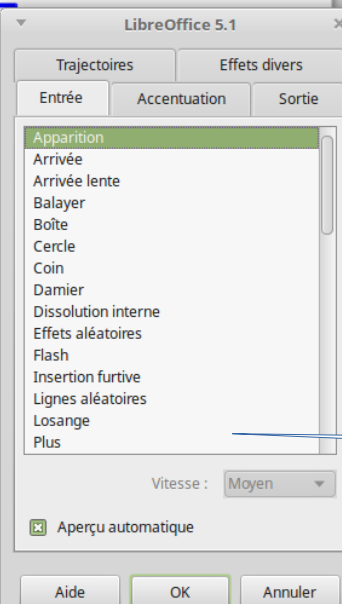 LibreOffice 5.1
Trajectoires Effets divers
Entrée Accentuation Sortie
Apparition
Arrivée
Arrivée lente
Balayer
Boîte
Cercle
Coin
Damier
Dissolution interne
Effets aléatoires
Flash
Insertion furtive
Lignes aléatoires
Losange
Plus
Vitesse : Moyen
Aperçu automatique
Aide OK Annuler